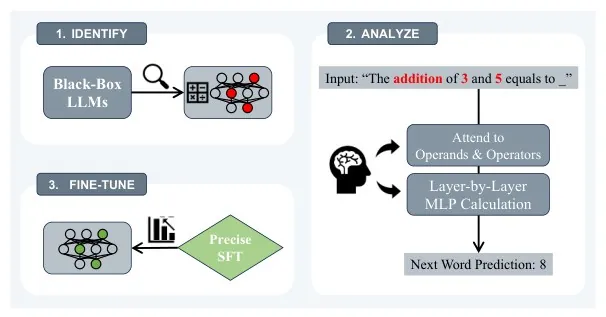 1. IDENTIFY
Black-Box
LLMs
2. ANALYZE
Input: “The addition of 3 and 5 equals to _”
Attend to
Operands & Operators
Layer-by-Layer
MLP Calculation
Next Word Prediction: 8
3. FINE-TUNE
Precise
SFT